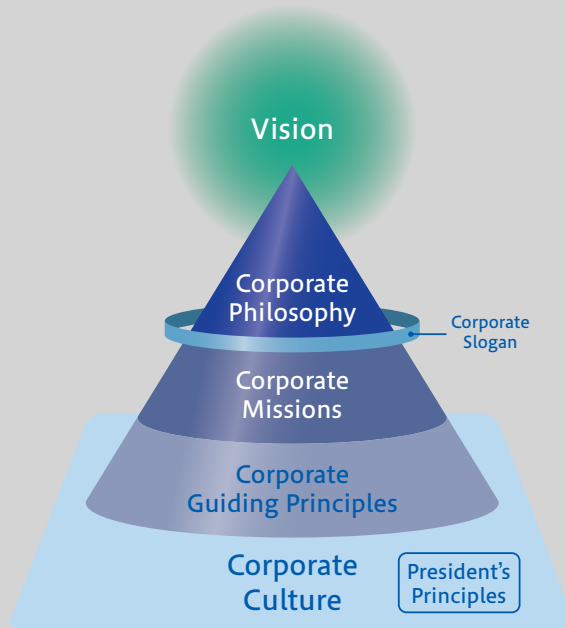 Vision
Corporate
Philosophy
Corporate
Slogan
Corporate
Missions
Corporate
Guiding Principles
Corporate
Culture
President's
Principles